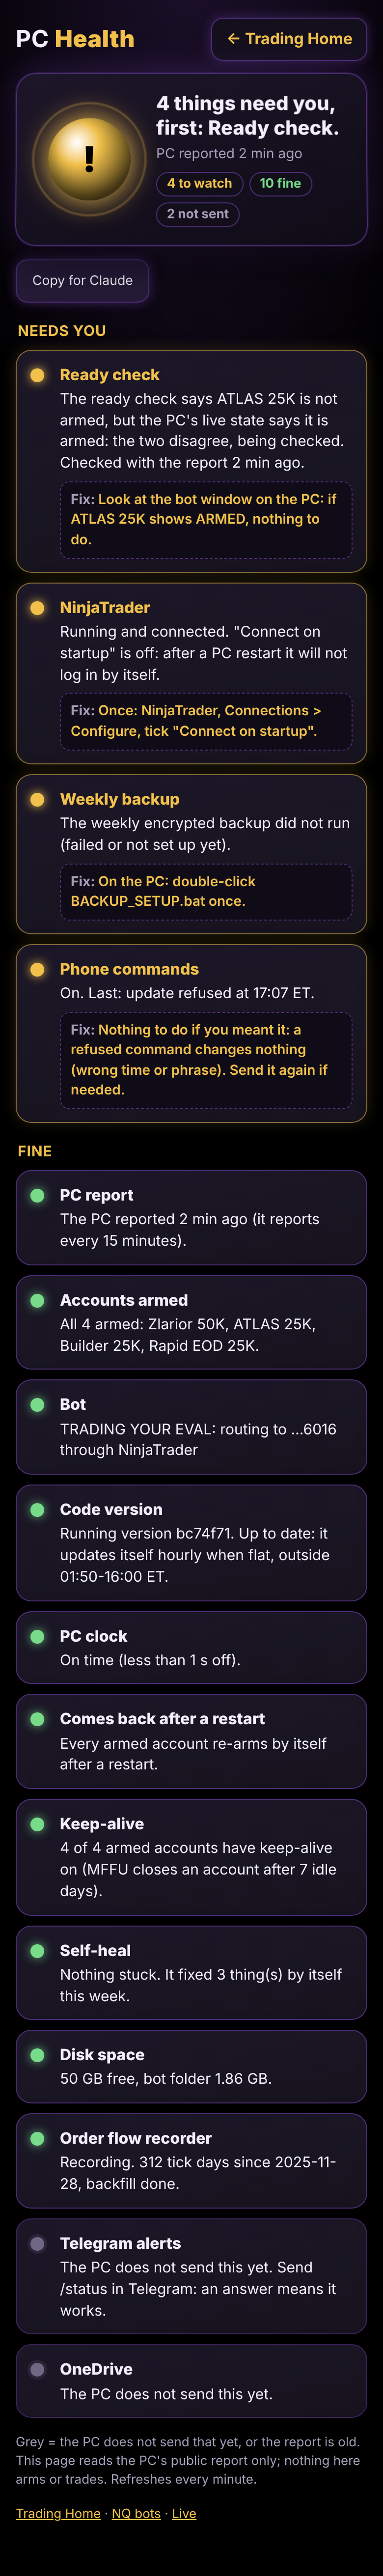 PC Health
← Trading Home
!
4 things need you,
first: Ready check.
PC reported 2 min ago
4 to watch
10 fine
2 not sent
Copy for Claude
NEEDS YOU
Ready check
The ready check says ATLAS 25K is not
armed, but the PC's live state says it is
armed: the two disagree, being checked.
Checked with the report 2 min ago.
Fix: Look at the bot window on the PC: if
ATLAS 25K shows ARMED, nothing to
do.
NinjaTrader
Running and connected. "Connect on
startup" is off: after a PC restart it will not
log in by itself.
Fix: Once: NinjaTrader, Connections >
Configure, tick "Connect on startup".
Weekly backup
The weekly encrypted backup did not run
(failed or not set up yet).
Fix: On the PC: double-click
BACKUP_SETUP.bat once.
Phone commands
On. Last: update refused at 17:07 ET.
Fix: Nothing to do if you meant it: a
refused command changes nothing
(wrong time or phrase). Send it again if
needed.
FINE
PC report
The PC reported 2 min ago (it reports
every 15 minutes).
Accounts armed
All 4 armed: Zlarior 50K, ATLAS 25K,
Builder 25K, Rapid EOD 25K.
Bot
TRADING YOUR EVAL: routing to ...6016
through NinjaTrader
Code version
Running version bc74f71. Up to date: it
updates itself hourly when flat, outside
01:50-16:00 ET.
PC clock
On time (less than 1 s off).
Comes back after a restart
Every armed account re-arms by itself
after a restart.
Keep-alive
4 of 4 armed accounts have keep-alive
on (MFFU closes an account after 7 idle
days).
Self-heal
Nothing stuck. It fixed 3 thing(s) by itself
this week.
Disk space
50 GB free, bot folder 1.86 GB.
Order flow recorder
Recording. 312 tick days since 2025-11-
28, backfill done.
Telegram alerts
The PC does not send this yet. Send
/status in Telegram: an answer means it
works.
OneDrive
The PC does not send this yet.
Grey = the PC does not send that yet, or the report is old.
This page reads the PC's public report only; nothing here
arms or trades. Refreshes every minute.
Trading Home · NQ bots · Live